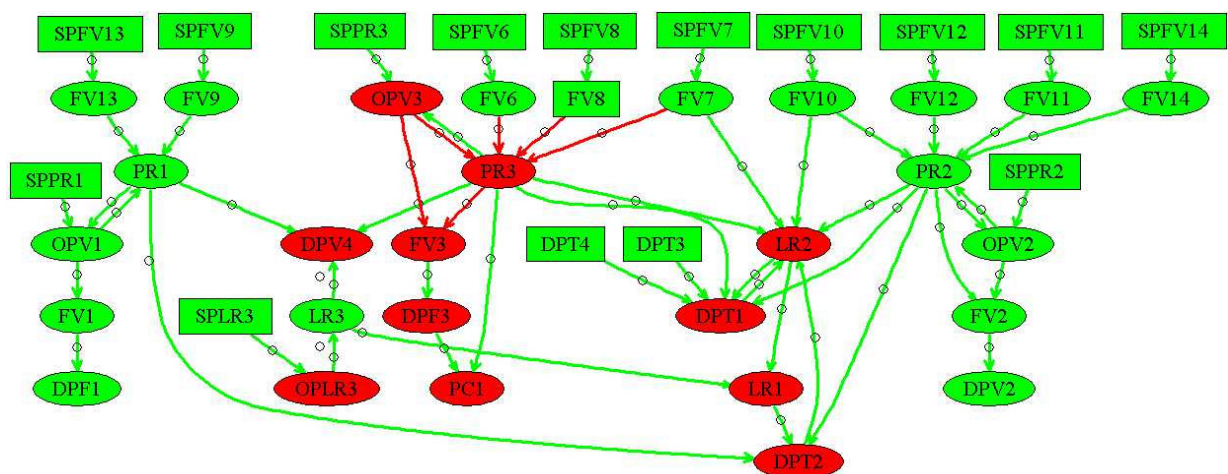 SPFV13 SPFV9 SPPR3 SPFV6 SPFV8 SPFV7 SPFV10 SPFV12 SPFV11 SPFV14
FV13 FV9 OPV3 FV6 FV8 FV7 FV10 FV12 FV11 FV14
PR1 PR3 PR2
SPPR1 SPPR2
OPV1 DPV4 FV3 DPT4 DPT3 LR2 OPV2
FV1 SPLR3 LR3 DPF3 DPT1 FV2
DPF1 OPLR3 PC1 LR1 DPV2
DPT2